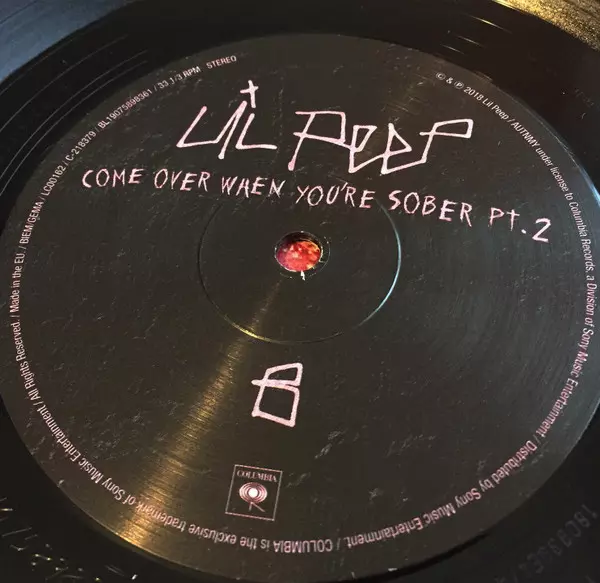 LiL PEEP
COME OVER WHEN YOU'RE SOBER PT.2
B
COLUMBIA
℗ & © 2018 Lil Peep / AUTNMY under license to Columbia Records, a Division of Sony Music Entertainment / Distributed by Sony Music Entertainment. / COLUMBIA is the exclusive trademark of Sony Music Entertainment / All Rights Reserved. / Made in the EU. / BIEM/GEMA / LC00162 / C-218379 / BL19075898361 / 33 1/3 RPM STEREO